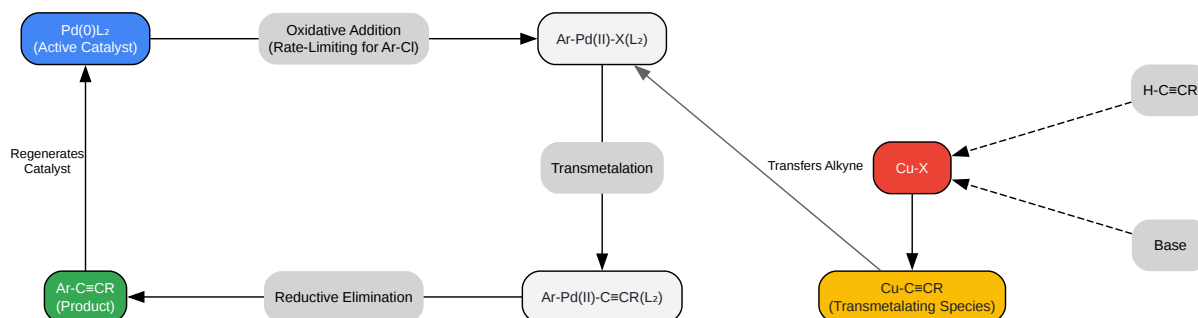 Pd(0)L₂
(Active Catalyst)
Oxidative Addition
(Rate-Limiting for Ar-Cl)
Ar-Pd(II)-X(L₂)
H-C≡CR
Regenerates
Catalyst
Transmetalation
Transfers Alkyne
Cu-X
Base
Ar-C≡CR
(Product)
Reductive Elimination
Ar-Pd(II)-C≡CR(L₂)
Cu-C≡CR
(Transmetalating Species)